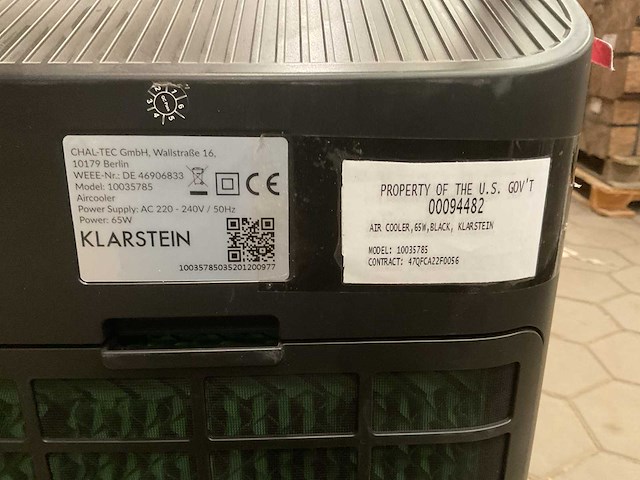 CHAL-TEC GmbH, Wallstraße 16,
10179 Berlin
WEEE-Nr.: DE 46906833
Model: 10035785
Aircooler
Power Supply: AC 220 - 240V / 50Hz
Power: 65W
KLARSTEIN
10035785035201200977
CE
PROPERTY OF THE U.S. GOV'T
00094482
AIR COOLER,65W,BLACK, KLARSTEIN
MODEL: 10035785
CONTRACT: 47QFCA22F0056